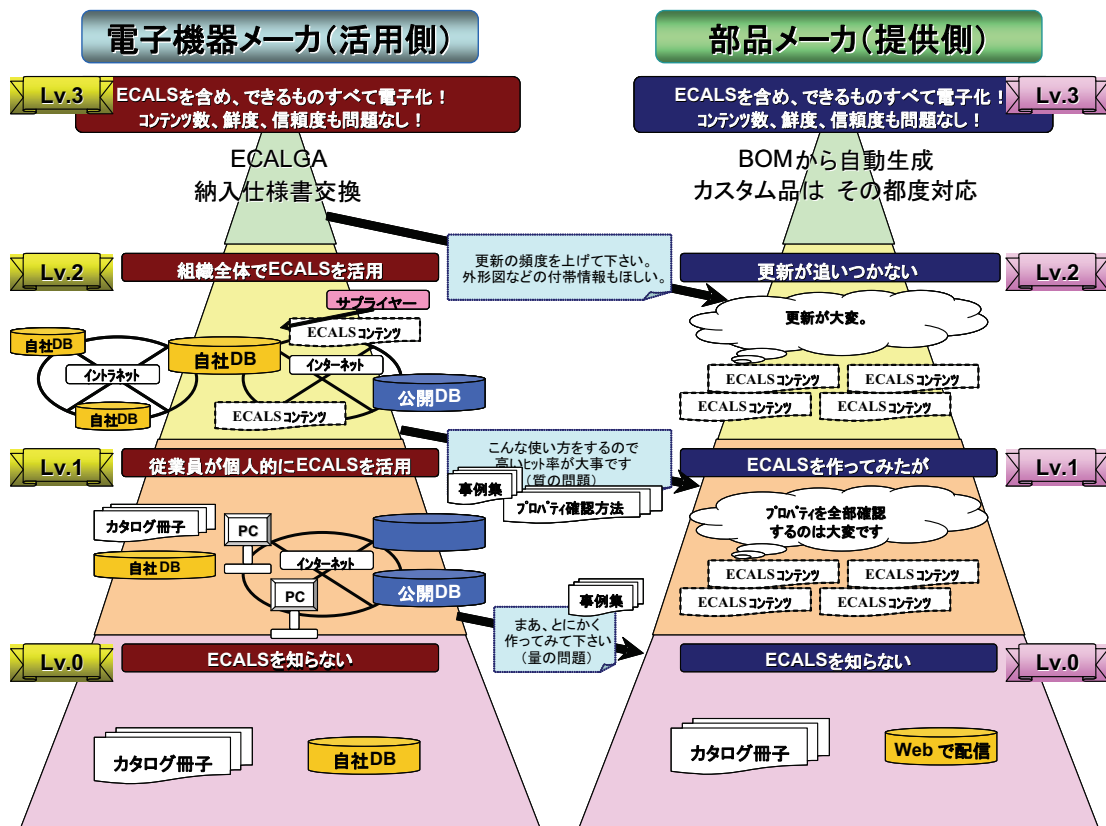 電子機器メーカ（活用側）
部品メーカ（提供側）
Lv.3
ECALSを含め、できるものすべて電子化！
コンテンツ数、鮮度、信頼度も問題なし！
ECALSを含め、できるものすべて電子化！
コンテンツ数、鮮度、信頼度も問題なし！
Lv.3
ECALGA
納入仕様書交換
BOMから自動生成
カスタム品は その都度対応
更新の頻度を上げて下さい。
外形図などの付帯情報もほしい。
Lv.2
組織全体でECALSを活用
更新が追いつかない
Lv.2
サプライヤー
ECALSコンテンツ
自社DB
イントラネット
自社DB
自社DB
インターネット
公開DB
ECALSコンテンツ
更新が大変。
ECALSコンテンツ
ECALSコンテンツ
ECALSコンテンツ
ECALSコンテンツ
こんな使い方をするので
高いヒット率が大事です
（質の問題）
事例集
プロパティ確認方法
Lv.1
従業員が個人的にECALSを活用
ECALSを作ってみたが
Lv.1
カタログ冊子
PC
自社DB
インターネット
PC
公開DB
プロパティを全部確認
するのは大変です
ECALSコンテンツ
ECALSコンテンツ
ECALSコンテンツ
ECALSコンテンツ
事例集
まあ、とにかく
作ってみて下さい
（量の問題）
Lv.0
ECALSを知らない
ECALSを知らない
Lv.0
カタログ冊子
自社DB
カタログ冊子
Web で配信